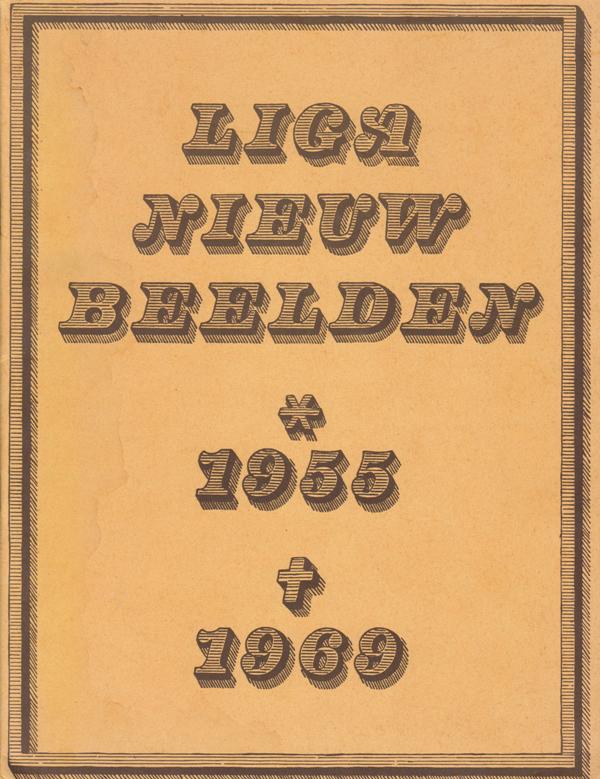 LIGA
NIEUW
BEELDEN
*
1955
†
1969